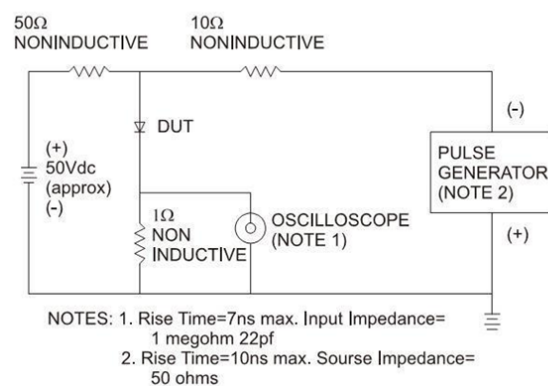 50Ω
NONINDUCTIVE
10Ω
NONINDUCTIVE
DUT
(+)
50Vdc
(approx)
(-)
1Ω
NON
INDUCTIVE
OSCILLOSCOPE
(NOTE 1)
(-)
PULSE
GENERATOR
(NOTE 2)
(+)
NOTES: 1. Rise Time=7ns max. Input Impedance=
1 megohm 22pf
2. Rise Time=10ns max. Sourse Impedance=
50 ohms